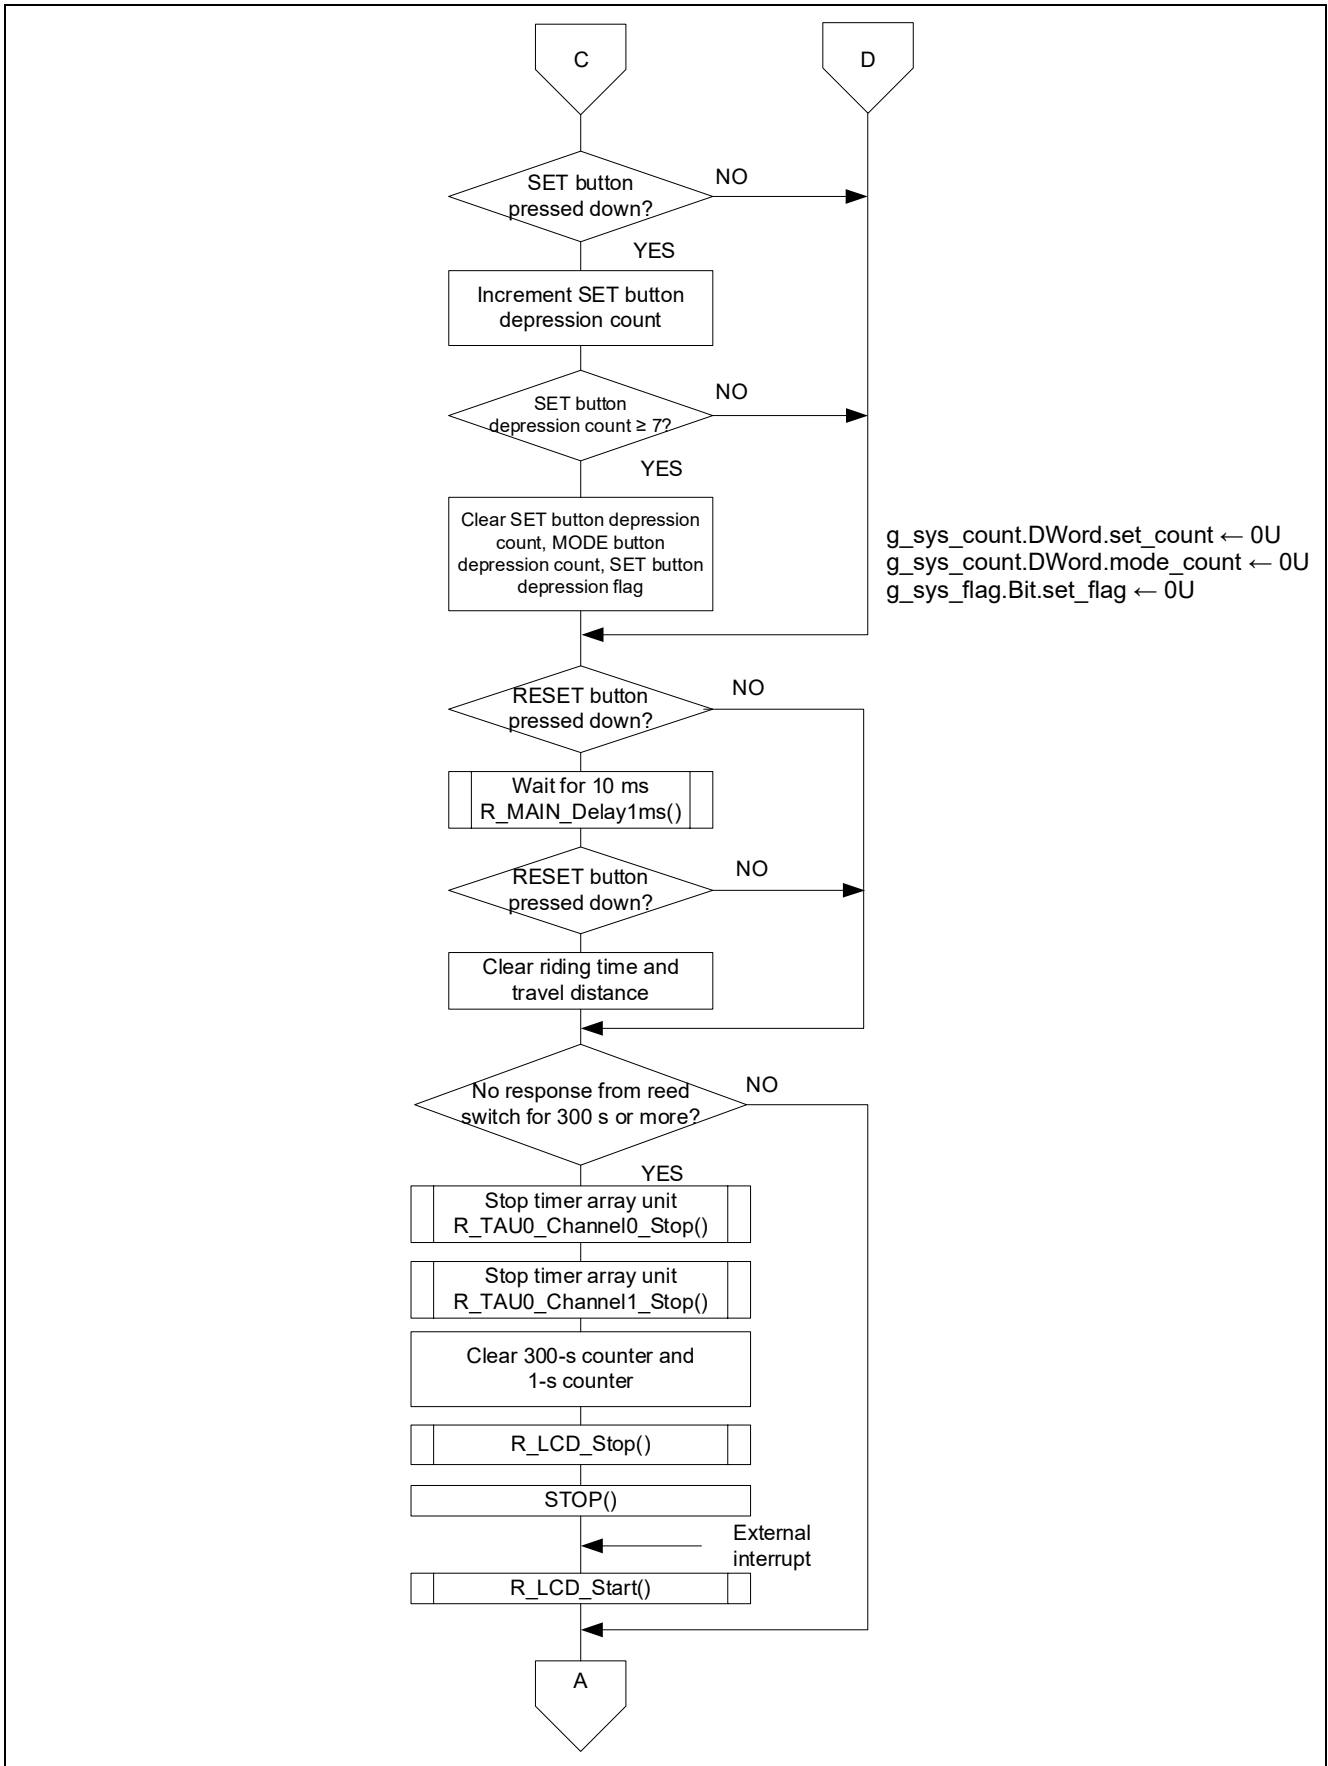 C
D
SET button
pressed down?
NO
YES
Increment SET button
depression count
SET button
depression count ≥ 7?
NO
YES
Clear SET button depression
count, MODE button
depression count, SET button
depression flag
g_sys_count.DWord.set_count ← 0U
g_sys_count.DWord.mode_count ← 0U
g_sys_flag.Bit.set_flag ← 0U
RESET button
pressed down?
NO
Wait for 10 ms
R_MAIN_Delay1ms()
RESET button
pressed down?
NO
Clear riding time and
travel distance
No response from reed
switch for 300 s or more?
NO
YES
Stop timer array unit
R_TAU0_Channel0_Stop()
Stop timer array unit
R_TAU0_Channel1_Stop()
Clear 300-s counter and
1-s counter
R_LCD_Stop()
STOP()
External
interrupt
R_LCD_Start()
A